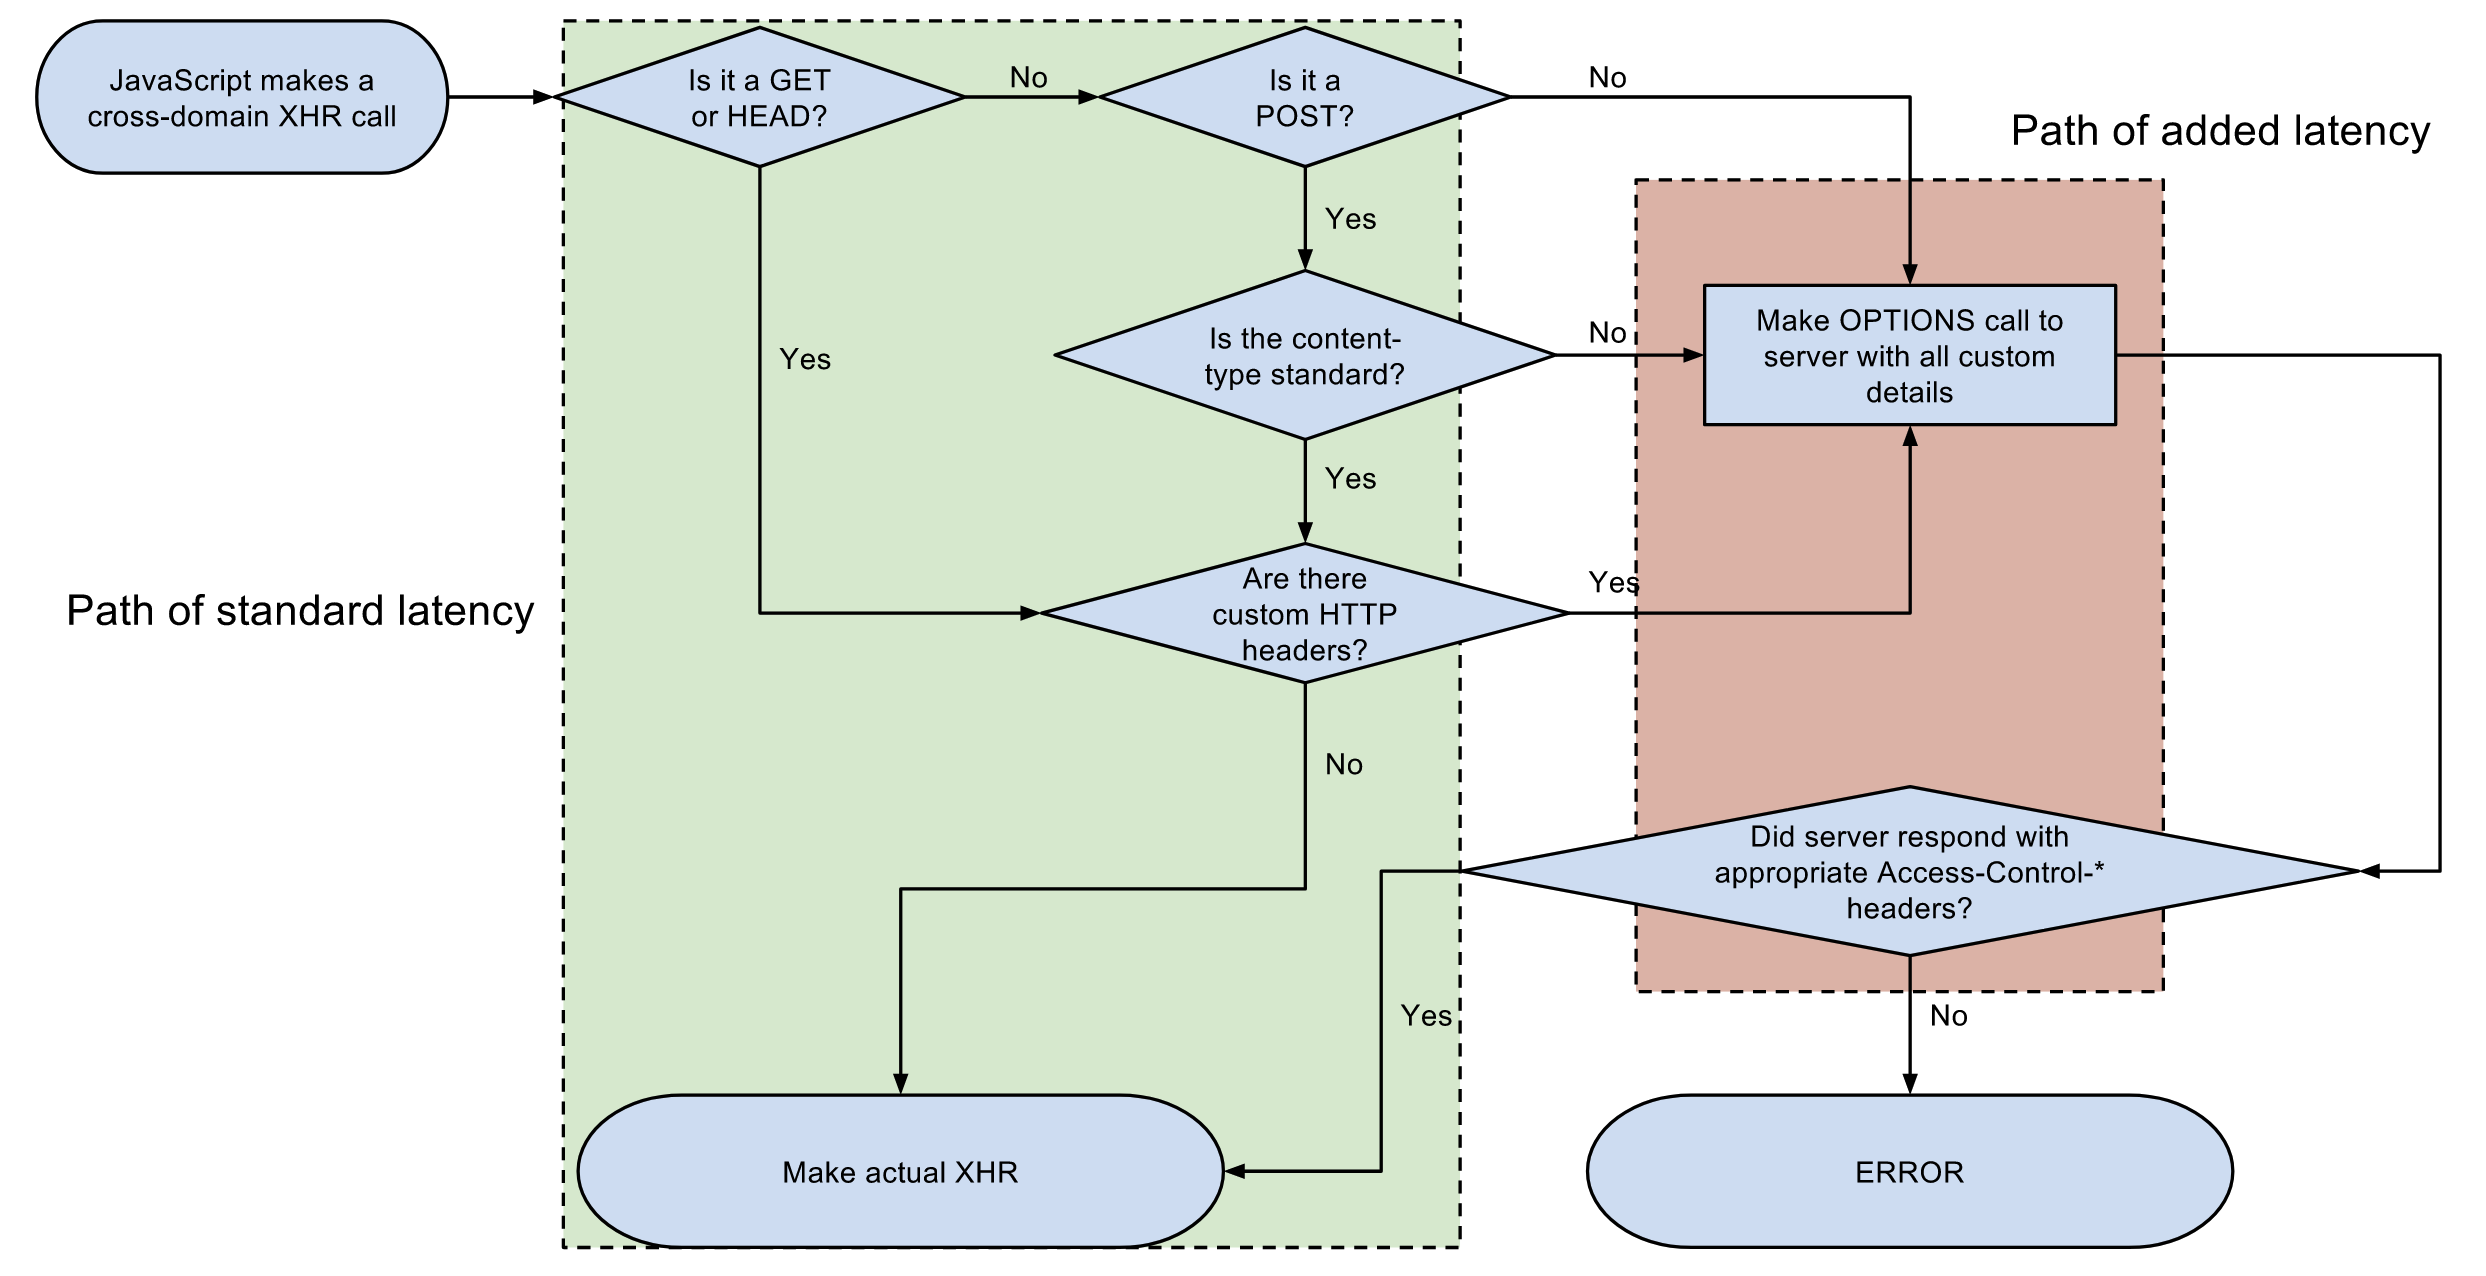 JavaScript makes a
cross-domain XHR call
Is it a GET
or HEAD?
No
Is it a
POST?
No
Path of added latency
Yes
Yes
Is the content-
type standard?
No
Make OPTIONS call to
server with all custom
details
Yes
Path of standard latency
Are there
custom HTTP
headers?
Yes
No
Did server respond with
appropriate Access-Control-*
headers?
Yes
No
Make actual XHR
ERROR